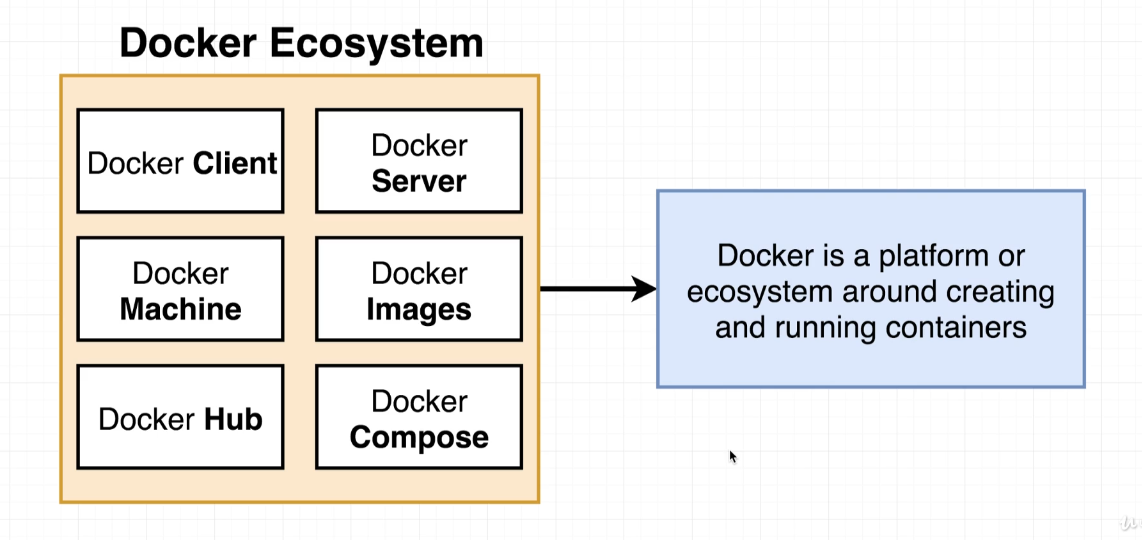 Docker Ecosystem
Docker Client
Docker
Server
Docker
Machine
Docker
Images
Docker Hub
Docker
Compose
Docker is a platform or
ecosystem around creating
and running containers